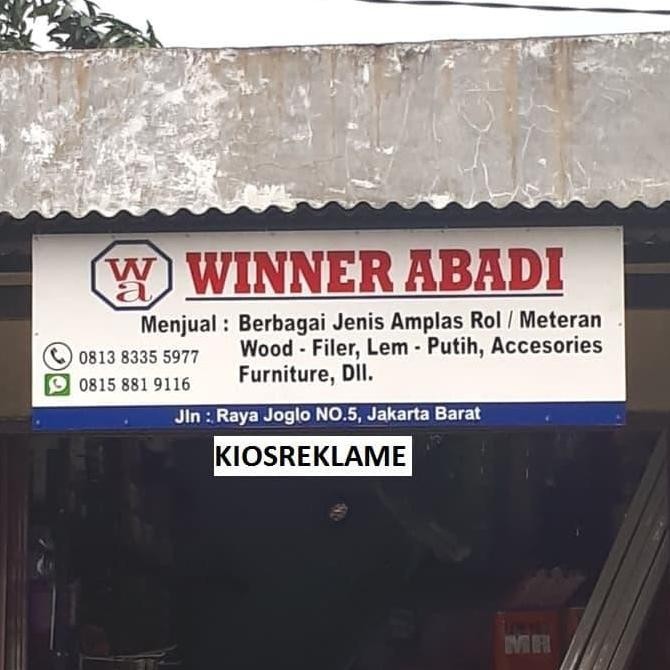 wa
WINNER ABADI
Menjual : Berbagai Jenis Amplas Rol / Meteran
Wood - Filer, Lem - Putih, Accesories
Furniture, Dll.
0813 8335 5977
0815 881 9116
Jln : Raya Joglo NO.5, Jakarta Barat
KIOSREKLAME
MR